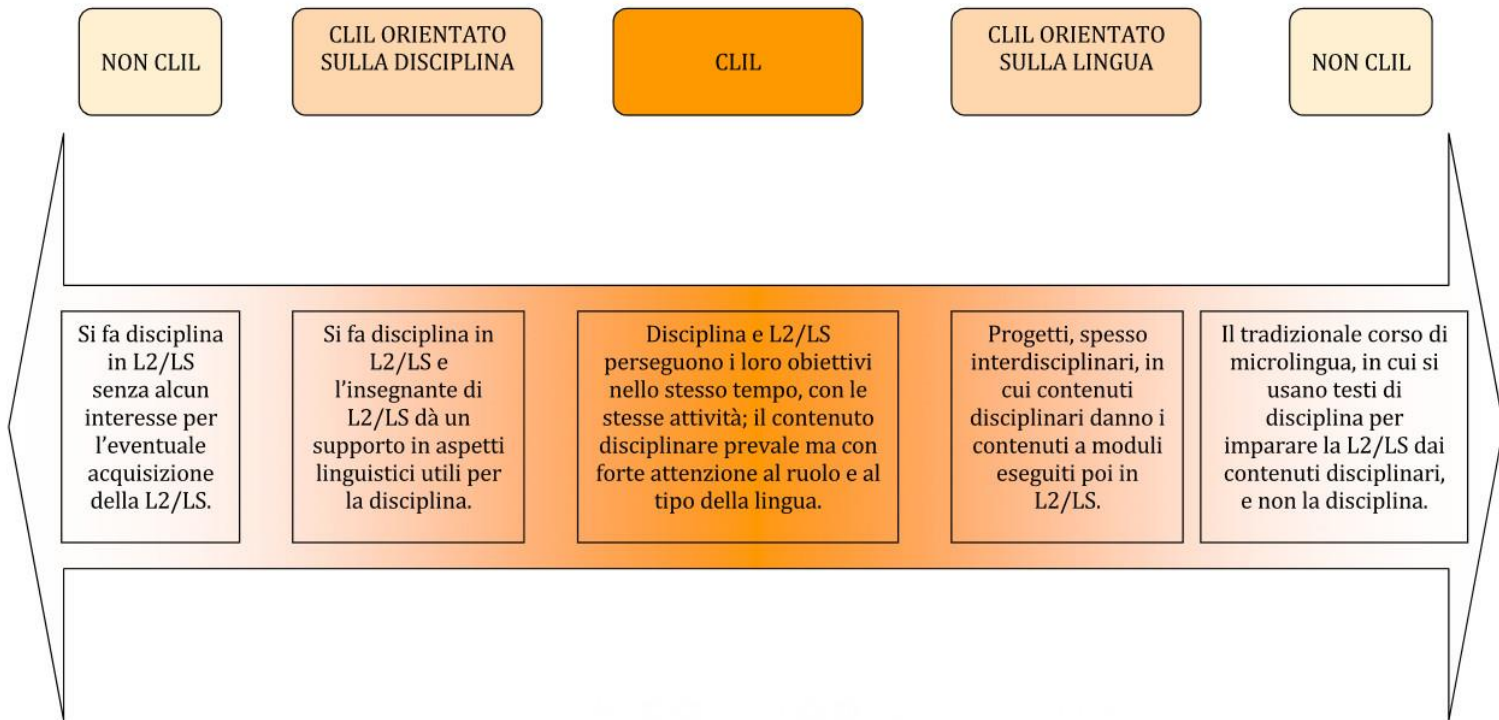 NON CLIL
CLIL ORIENTATO
SULLA DISCIPLINA
CLIL
CLIL ORIENTATO
SULLA LINGUA
NON CLIL
Si fa disciplina
in L2/LS
senza alcun
interesse per
l’eventuale
acquisizione
della L2/LS.
Si fa disciplina in
L2/LS e
l’insegnante di
L2/LS dà un
supporto in aspetti
linguistici utili per
la disciplina.
Disciplina e L2/LS
perseguono i loro obiettivi
nello stesso tempo, con le
stesse attività; il contenuto
disciplinare prevale ma con
forte attenzione al ruolo e al
tipo della lingua.
Progetti, spesso
interdisciplinari, in
cui contenuti
disciplinari danno i
contenuti a moduli
eseguiti poi in
L2/LS.
Il tradizionale corso di
microlingua, in cui si
usano testi di
disciplina per
imparare la L2/LS dai
contenuti disciplinari,
e non la disciplina.